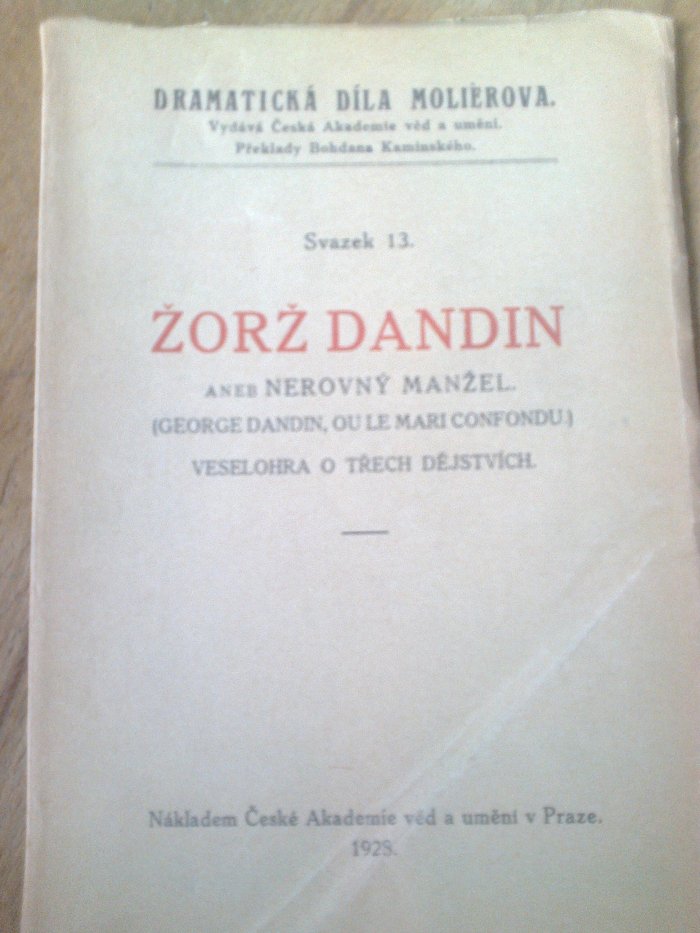 DRAMATICKÁ DÍLA MOLIÈROVA.
Vydává Česká Akademie věd a umění.
Překlady Bohdana Kaminského.
Svazek 13.
ŽORŽ DANDIN
ANEB NEROVNÝ MANŽEL.
(GEORGE DANDIN, OU LE MARI CONFONDU.)
VESELOHRA O TŘECH DĚJSTVÍCH.
Nákladem České Akademie věd a umění v Praze.